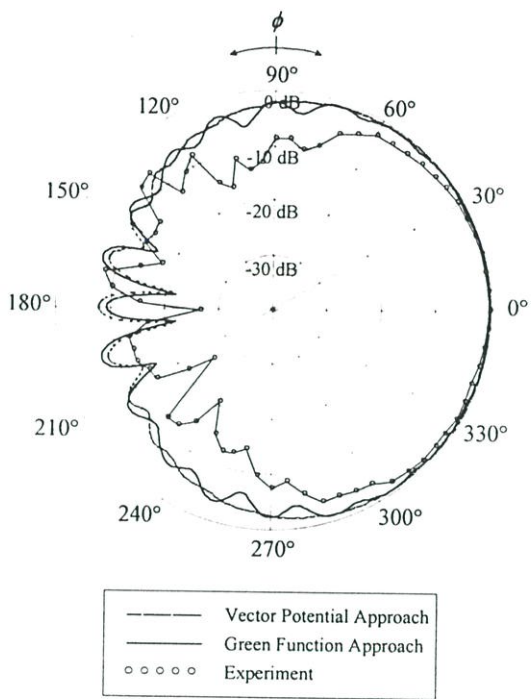 ϕ
90°
0 dB
120°
60°
-10 dB
150°
30°
-20 dB
-30 dB
180°
0°
210°
330°
240°
300°
270°
Vector Potential Approach
Green Function Approach
Experiment